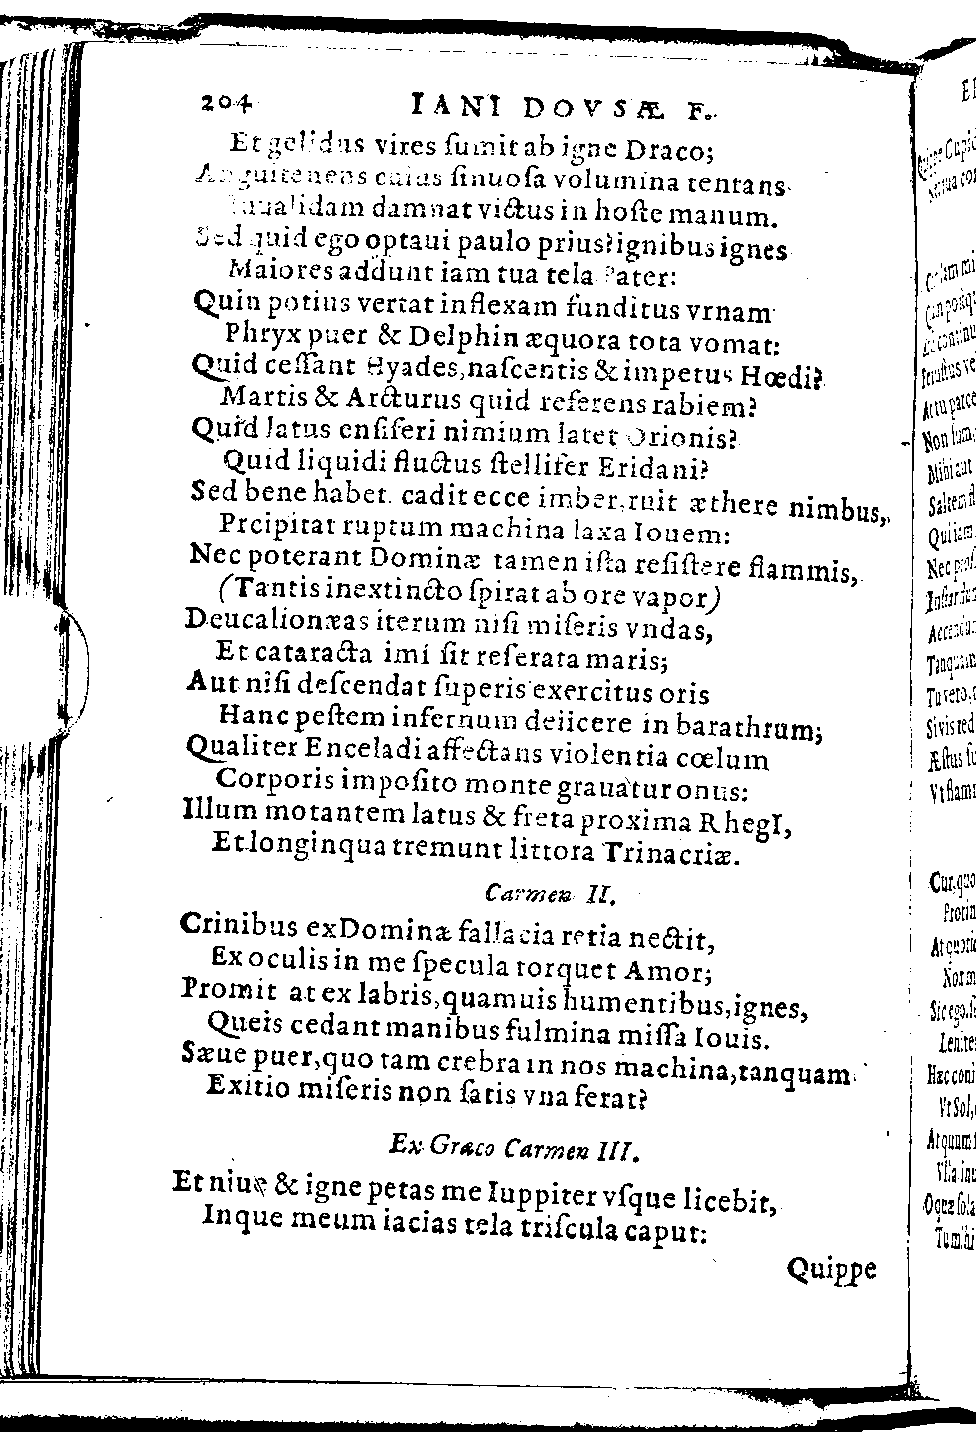 204 IANI DOVSÆ F.
Et gelidus vires ſumit ab igne Draco;
Anguitenens cuius ſinuoſa volumina tentans
Inualidam damnat victus in hoſte manum.
Sed quid ego optaui paulo prius? ignibus ignes
Maiores addunt iam tua tela Pater:
Quin potius vertat inflexam funditus vrnam
Phryx puer & Delphin æquora tota vomat:
Quid ceſſant Hyades, naſcentis & impetus Hœdi?
Martis & Arcturus quid referens rabiem?
Quid latus enſiferi nimium latet Orionis?
Quid liquidi fluctus ſtellifer Eridani?
Sed bene habet. cadit ecce imber, ruit æthere nimbus,
Prcipitat ruptum machina laxa Iouem:
Nec poterant Dominæ tamen iſta reſiſtere flammis,
(Tantis inextincto ſpirat ab ore vapor)
Deucalionæas iterum niſi miſeris vndas,
Et cataracta imi ſit reſerata maris;
Aut niſi deſcendat ſuperis exercitus oris
Hanc peſtem infernum deiicere in barathrum;
Qualiter Enceladi affectans violentia cœlum
Corporis impoſito monte grauatur onus:
Illum motantem latus & freta proxima RhegI,
Et longinqua tremunt littora Trinacriæ.
Carmen II.
Crinibus ex Dominæ fallacia retia nectit,
Ex oculis in me ſpecula torquet Amor;
Promit at ex labris, quamuis humentibus, ignes,
Queis cedant manibus fulmina miſſa Iouis.
Sæue puer, quo tam crebra in nos machina, tanquam
Exitio miſeris non ſatis vna ferat?
Ex Græco Carmen III.
Et niue & igne petas me Iuppiter vſque licebit,
Inque meum iacias tela triſcula caput:
Quippe